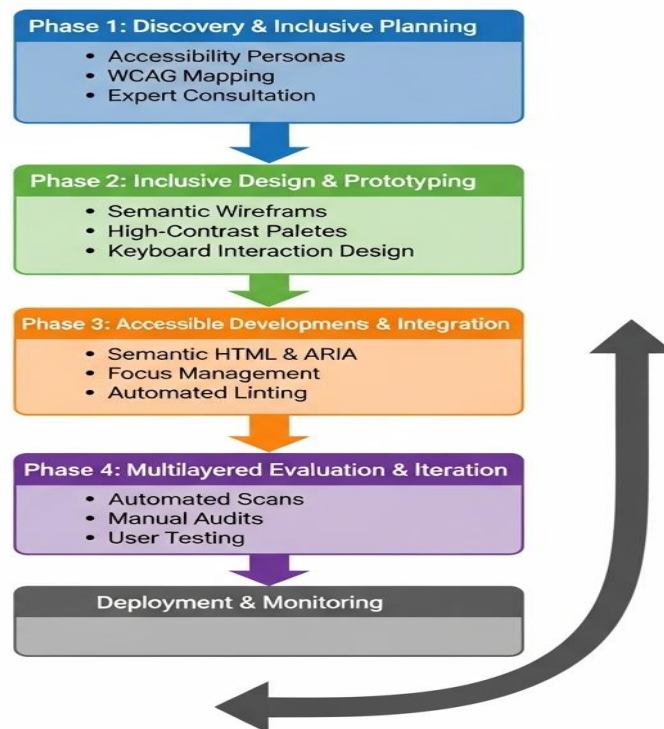 Phase 1: Discovery & Inclusive Planning
• Accessibility Personas
• WCAG Mapping
• Expert Consultation
Phase 2: Inclusive Design & Prototyping
• Semantic Wireframs
• High-Contrast Paletes
• Keyboard Interaction Design
Phase 3: Accessible Developmens & Integration
• Semantic HTML & ARIA
• Focus Management
• Automated Linting
Phase 4: Multilayered Evaluation & Iteration
• Automated Scans
• Manual Audits
• User Testing
Deployment & Monitoring